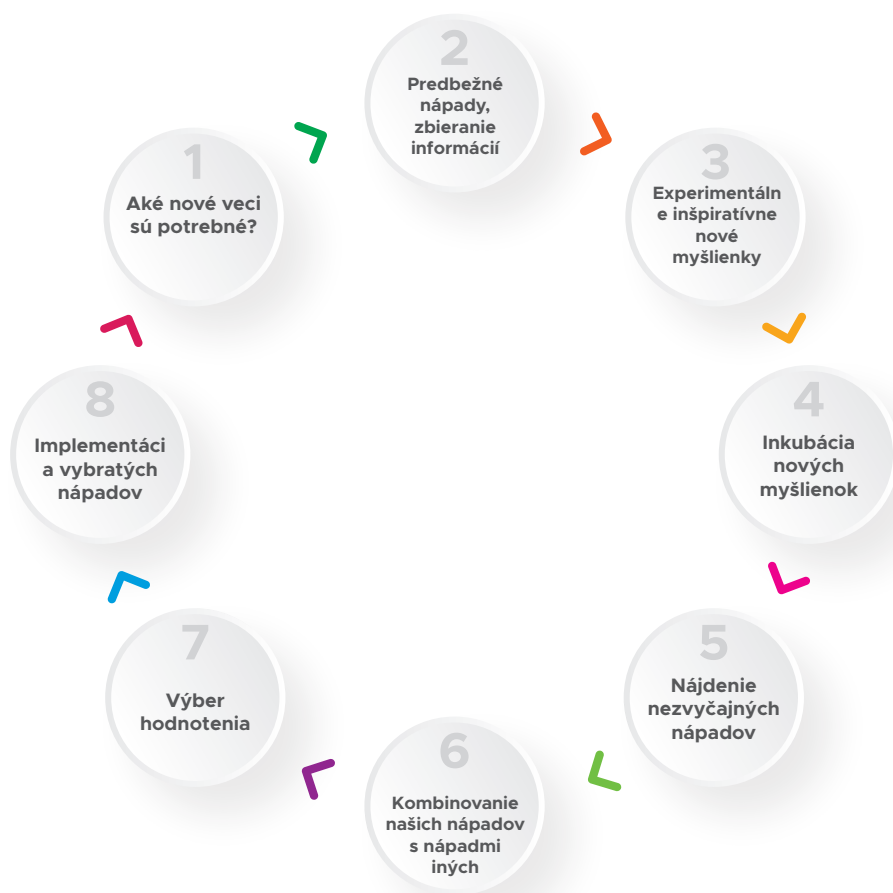 1
Aké nové veci
sú potrebné?
2
Predbežné
nápady,
zbieranie
informácií
3
Experimentáln
e inšpiratívne
nové
myšlienky
4
Inkubácia
nových
myšlienok
5
Nájdenie
nezvyčajných
nápadov
6
Kombinovanie
našich nápadov
s nápadmi
iných
7
Výber
hodnotenia
8
Implementáci
a vybratých
nápadov